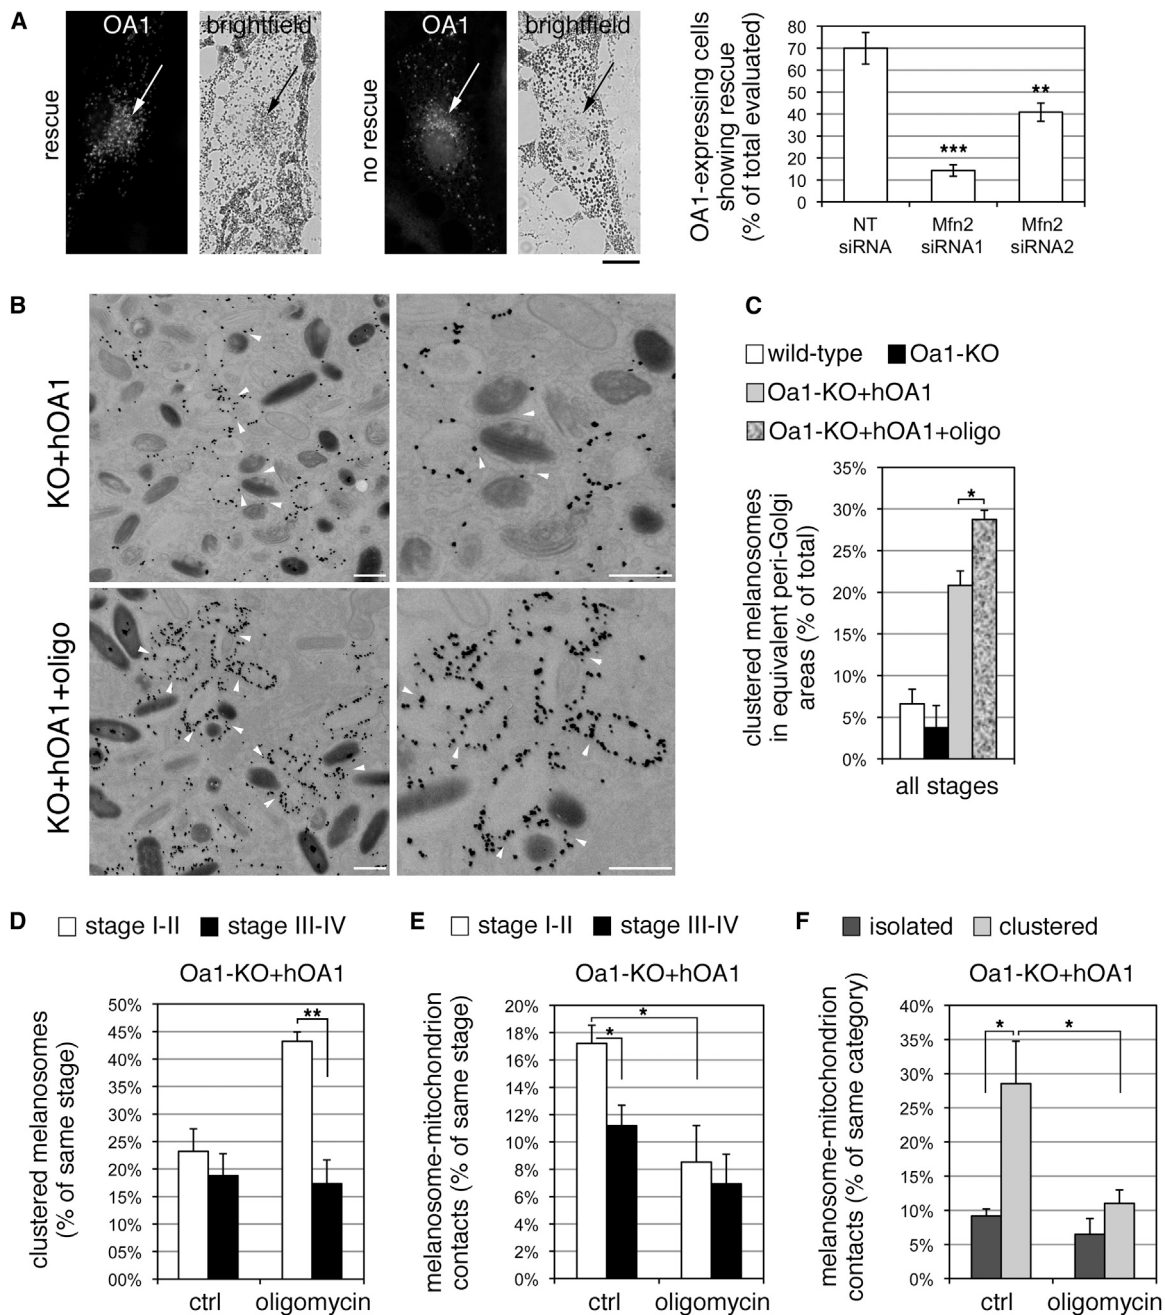 A
OA1
brightfield
OA1
brightfield
rescue
no rescue
OA1-expressing cells
showing rescue
(% of total evaluated)
80
70
60
50
40
30
20
10
0
***
**
NT
siRNA
Mfn2
siRNA1
Mfn2
siRNA2
B
KO+hOA1
KO+hOA1+oligo
C
wild-type
Oa1-KO
Oa1-KO+hOA1
Oa1-KO+hOA1+oligo
clustered melanosomes
in equivalent peri-Golgi
areas (% of total)
35%
30%
25%
20%
15%
10%
5%
0%
*
all stages
D
stage I-II
stage III-IV
Oa1-KO+hOA1
clustered melanosomes
(% of same stage)
50%
45%
40%
35%
30%
25%
20%
15%
10%
05%
00%
**
ctrl
oligomycin
E
stage I-II
stage III-IV
Oa1-KO+hOA1
melanosome-mitochondrion
contacts (% of same stage)
20%
18%
16%
14%
12%
10%
8%
6%
4%
2%
0%
*
*
ctrl
oligomycin
F
isolated
clustered
Oa1-KO+hOA1
melanosome-mitochondrion
contacts (% of same category)
40%
35%
30%
25%
20%
15%
10%
5%
0%
*
*
ctrl
oligomycin